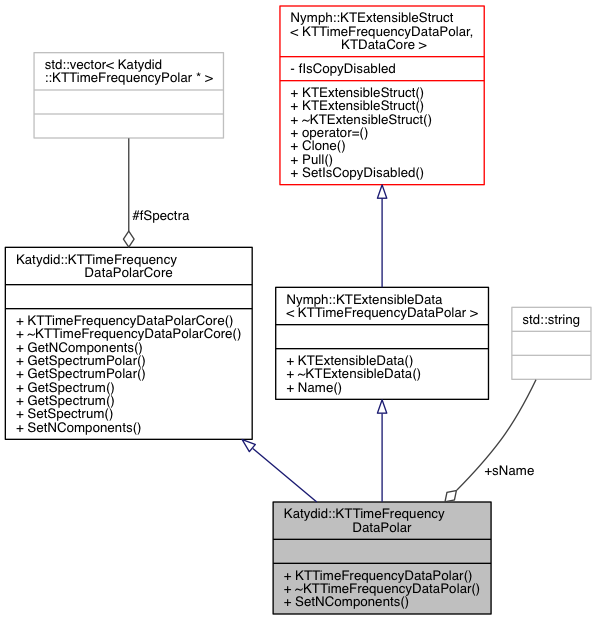 Nymph::KTExtensibleStruct
< KTTimeFrequencyDataPolar,
KTDataCore >
- fIsCopyDisabled
+ KTExtensibleStruct()
+ KTExtensibleStruct()
+ ~KTExtensibleStruct()
+ operator=()
+ Clone()
+ Pull()
+ SetIsCopyDisabled()
std::vector< Katydid
::KTTimeFrequencyPolar * >
#fSpectra
Katydid::KTTimeFrequency
DataPolarCore
+ KTTimeFrequencyDataPolarCore()
+ ~KTTimeFrequencyDataPolarCore()
+ GetNComponents()
+ GetSpectrumPolar()
+ GetSpectrumPolar()
+ GetSpectrum()
+ GetSpectrum()
+ SetSpectrum()
+ SetNComponents()
Nymph::KTExtensibleData
< KTTimeFrequencyDataPolar >
+ KTExtensibleData()
+ ~KTExtensibleData()
+ Name()
std::string
+sName
Katydid::KTTimeFrequency
DataPolar
+ KTTimeFrequencyDataPolar()
+ ~KTTimeFrequencyDataPolar()
+ SetNComponents()